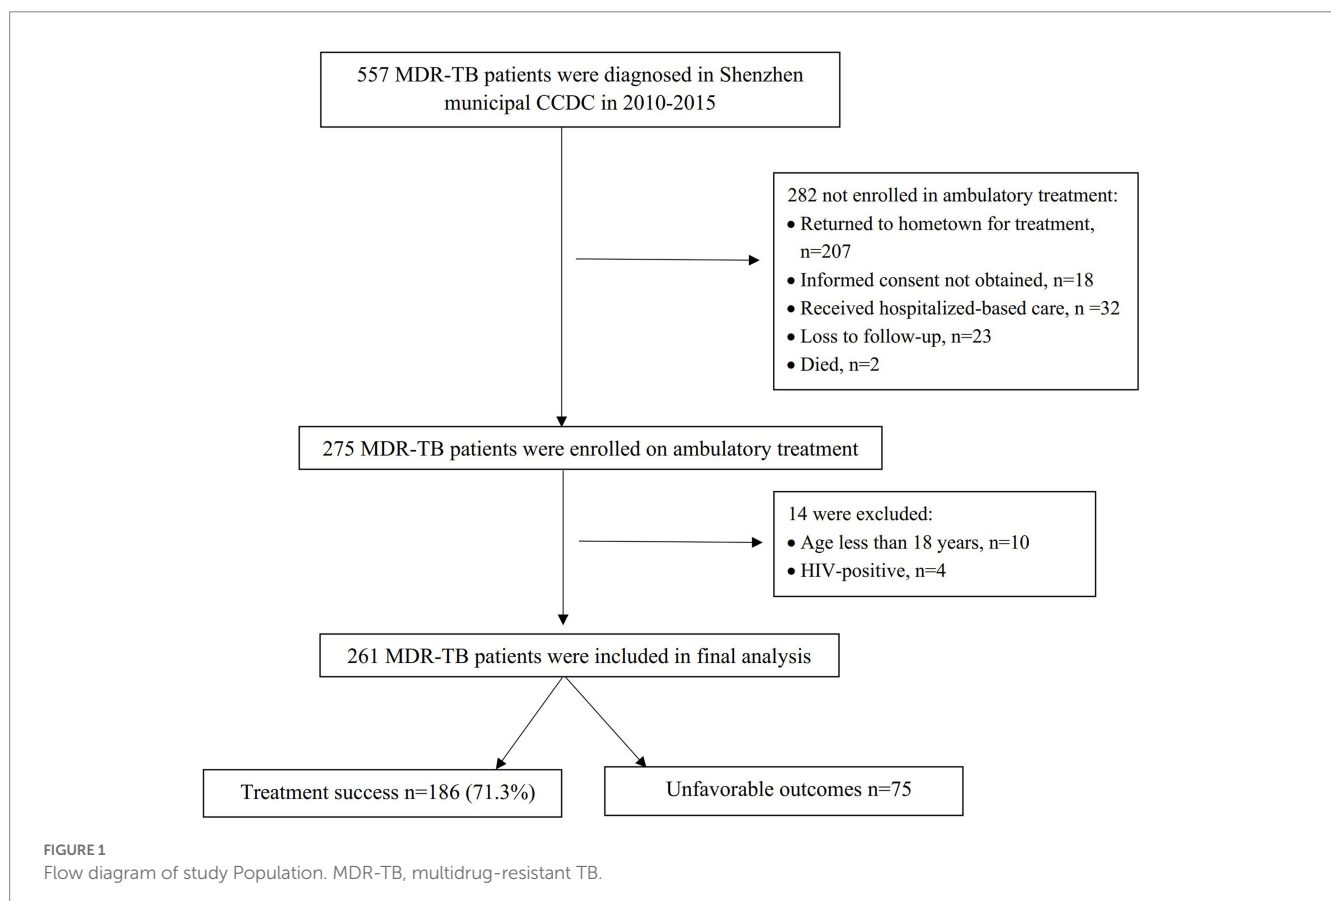 557 MDR-TB patients were diagnosed in Shenzhen
municipal CCDC in 2010-2015
282 not enrolled in ambulatory treatment:
• Returned to hometown for treatment,
n=207
• Informed consent not obtained, n=18
• Received hospitalized-based care, n =32
• Loss to follow-up, n=23
• Died, n=2
275 MDR-TB patients were enrolled on ambulatory treatment
14 were excluded:
• Age less than 18 years, n=10
• HIV-positive, n=4
261 MDR-TB patients were included in final analysis
Treatment success n=186 (71.3%)
Unfavorable outcomes n=75
FIGURE 1
Flow diagram of study Population. MDR-TB, multidrug-resistant TB.